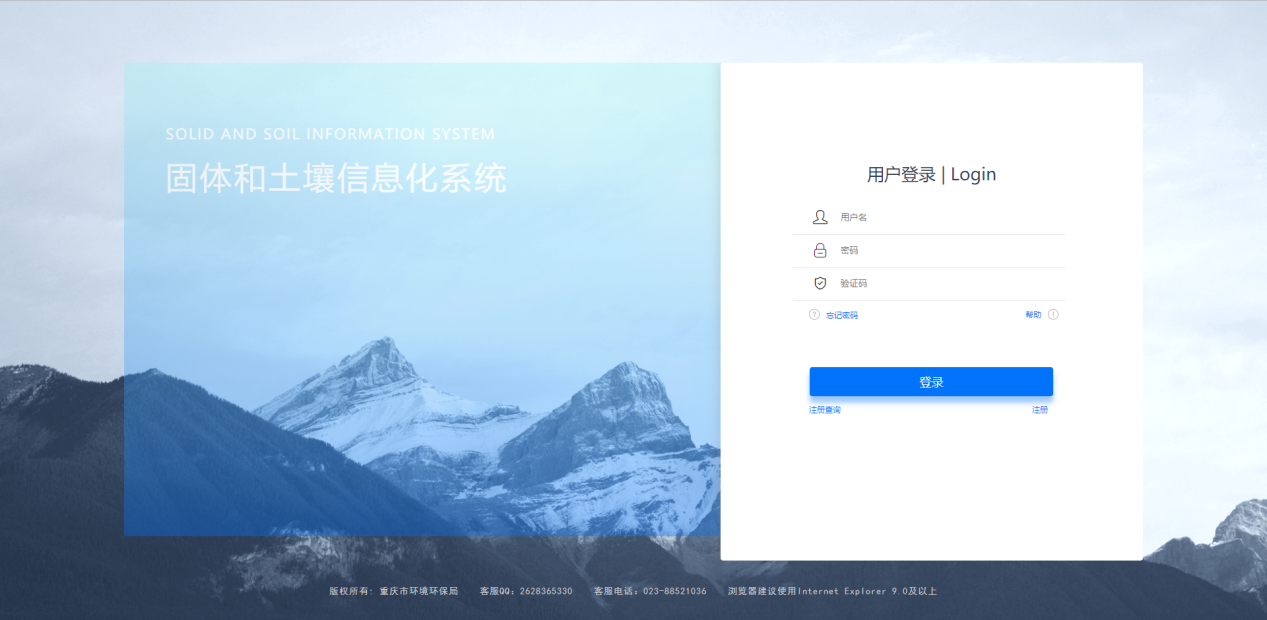 SOLID AND SOIL INFORMATION SYSTEM
固体和土壤信息化系统
用户登录 | Login
用户名
密码
验证码
忘记密码 帮助
登录
注册查询 注册
版权所有: 重庆市环境环保局 客服QQ: 2628365330 客服电话: 023-88521036 浏览器建议使用Internet Explorer 9.0及以上